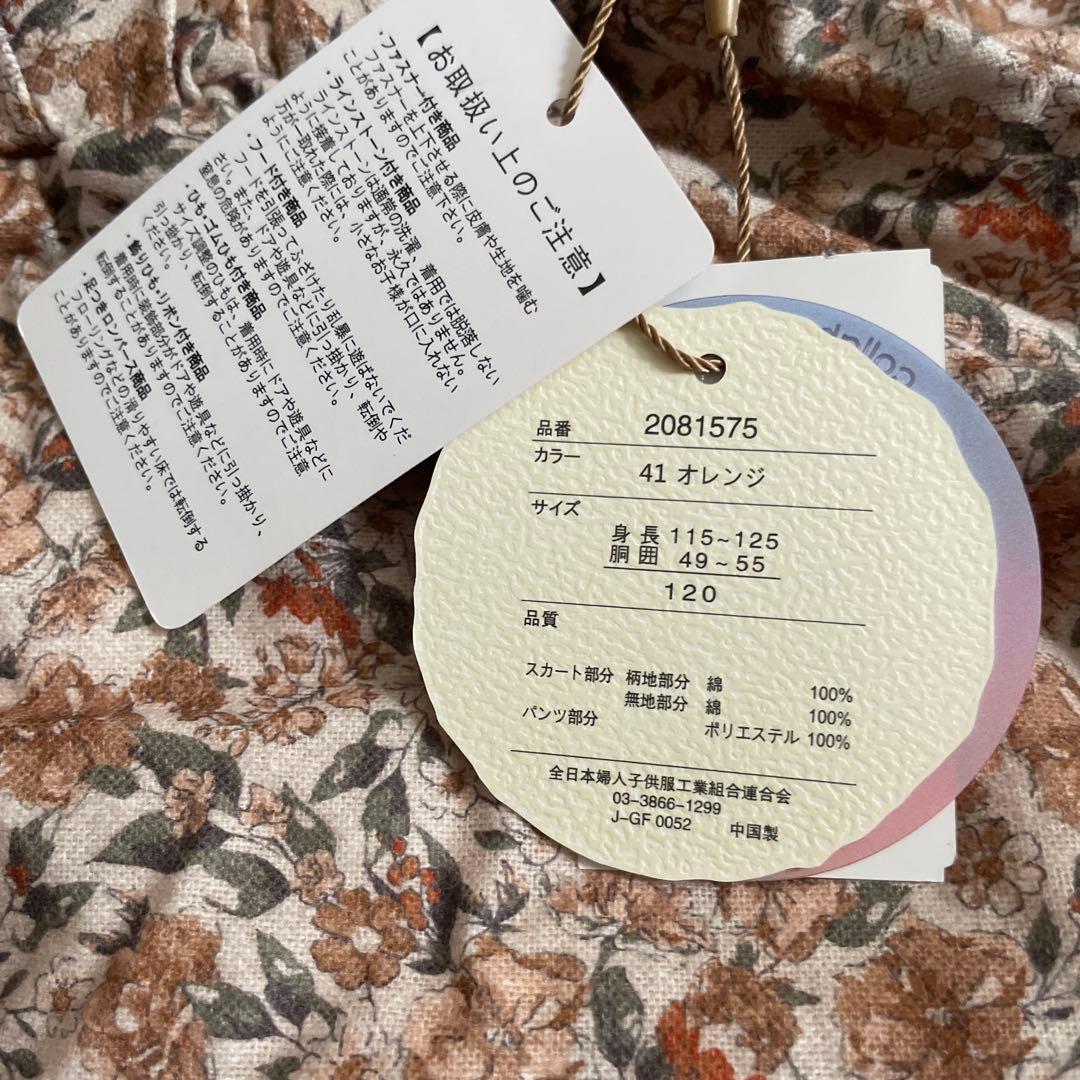 【お取扱い上のご注意】
・ファスナー付き商品
ファスナーを上下させる際に皮膚や生地を噛む
ことがありますのでご注意下さい。
・ラインストーン付き商品
ラインストーンは通常の洗濯、着用では脱落しない
ように接着しておりますが、永久ではありません。
万が一取れた際には、小さなお子様が口に入れない
ようにご注意ください。
・フード付き商品
フードを引張ってふざけたり乱暴に遊ばないでくだ
さい。また、ドアや遊具などに引っ掛かり、転倒や
窒息の危険がありますのでご注意ください。
・ひも・ゴムひも付き商品
サイズ調整のひもは、着用時にドアや遊具などに
引っ掛かり、転倒することがありますのでご注意
ください。
・飾りひも・リボン付き商品
着用時に装飾部分がドアや遊具などに引っ掛かり、
転倒することがありますのでご注意ください。
・足つきロンパース商品
フローリングなどの滑りやすい床では転倒する
ことがありますのでご注意ください。
品番 2081575
カラー 41 オレンジ
サイズ
身長 115~125
胴囲 49~55
120
品質
スカート部分 柄地部分 綿 100%
無地部分 綿 100%
パンツ部分 ポリエステル 100%
全日本婦人子供服工業組合連合会
03-3866-1299
J-GF 0052 中国製